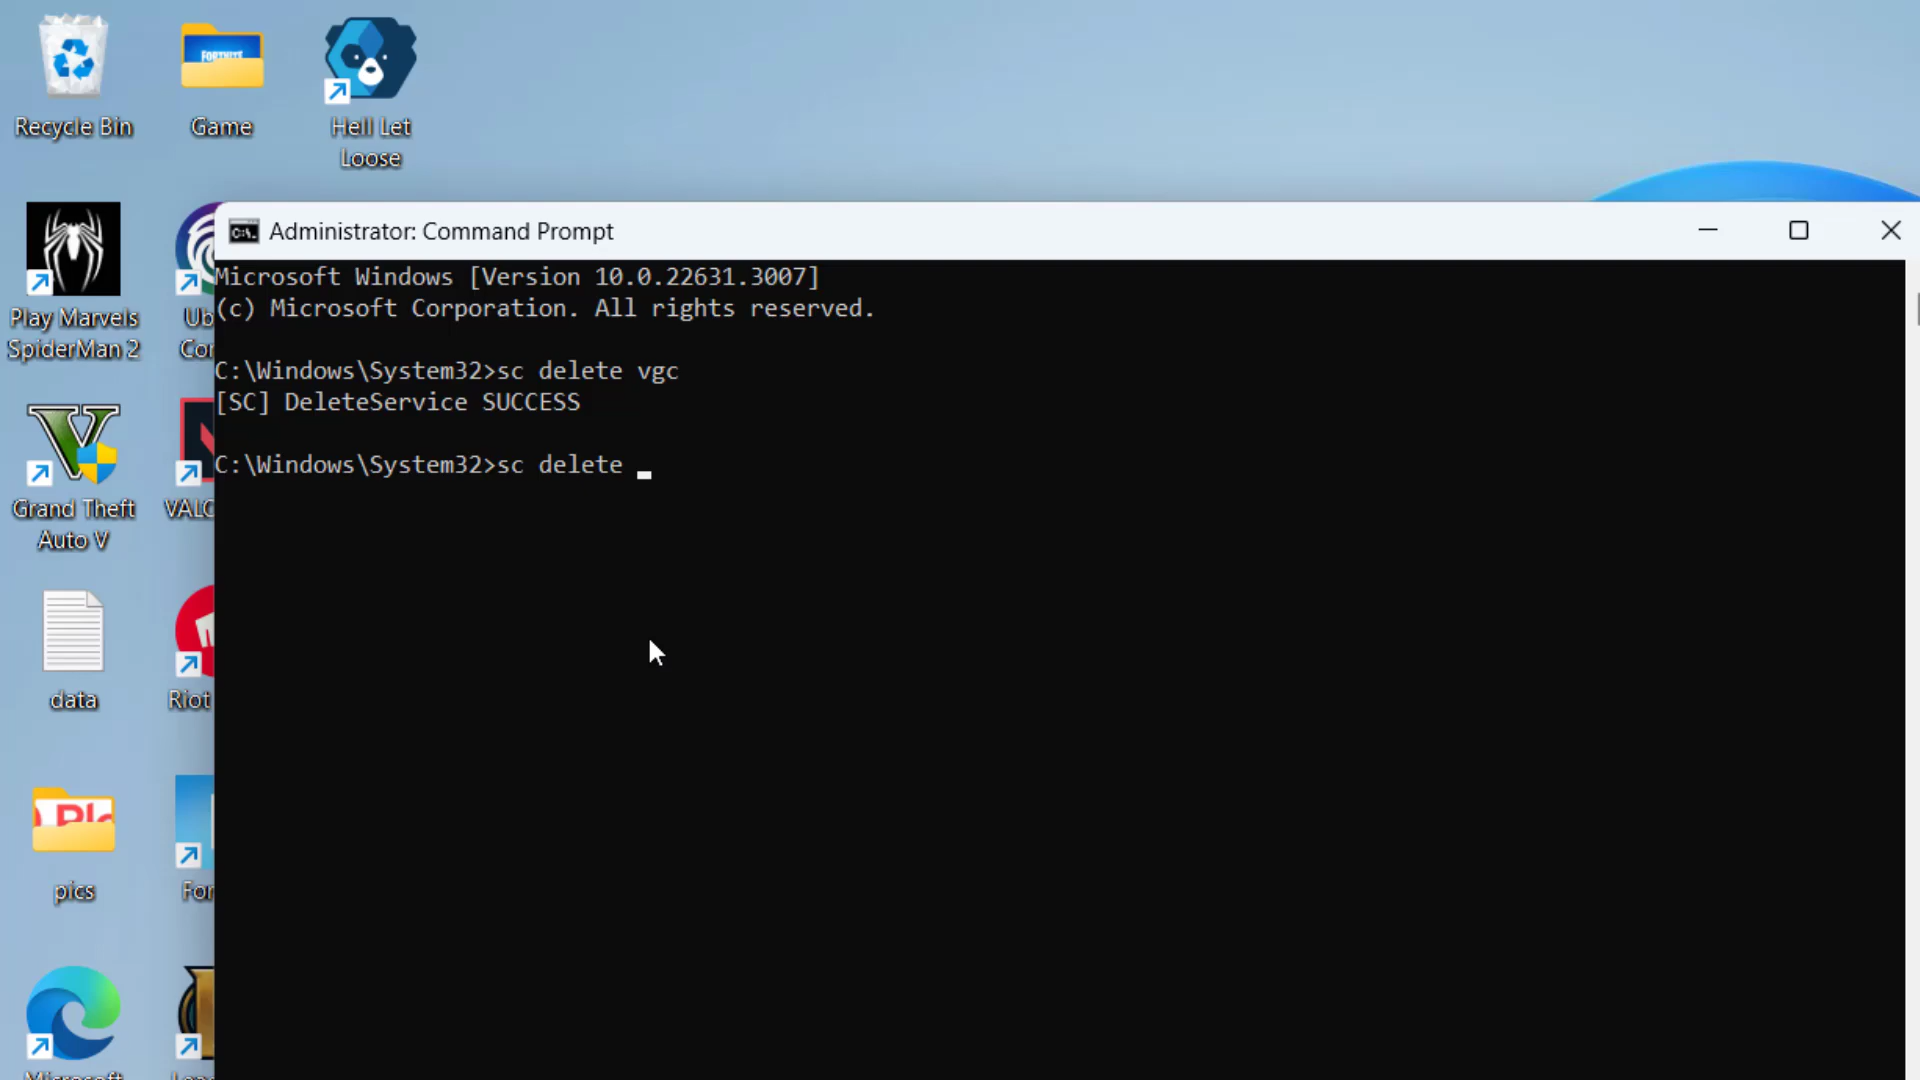 Recycle Bin
FORTNITE
Game
Hell Let
Loose
Play Marvels
SpiderMan 2
Grand Theft
Auto V
data
pics
Microsoft
Riot
Administrator: Command Prompt
Microsoft Windows [Version 10.0.22631.3007]
(c) Microsoft Corporation. All rights reserved.
C:\Windows\System32>sc delete vgc
[SC] DeleteService SUCCESS
C:\Windows\System32>sc delete